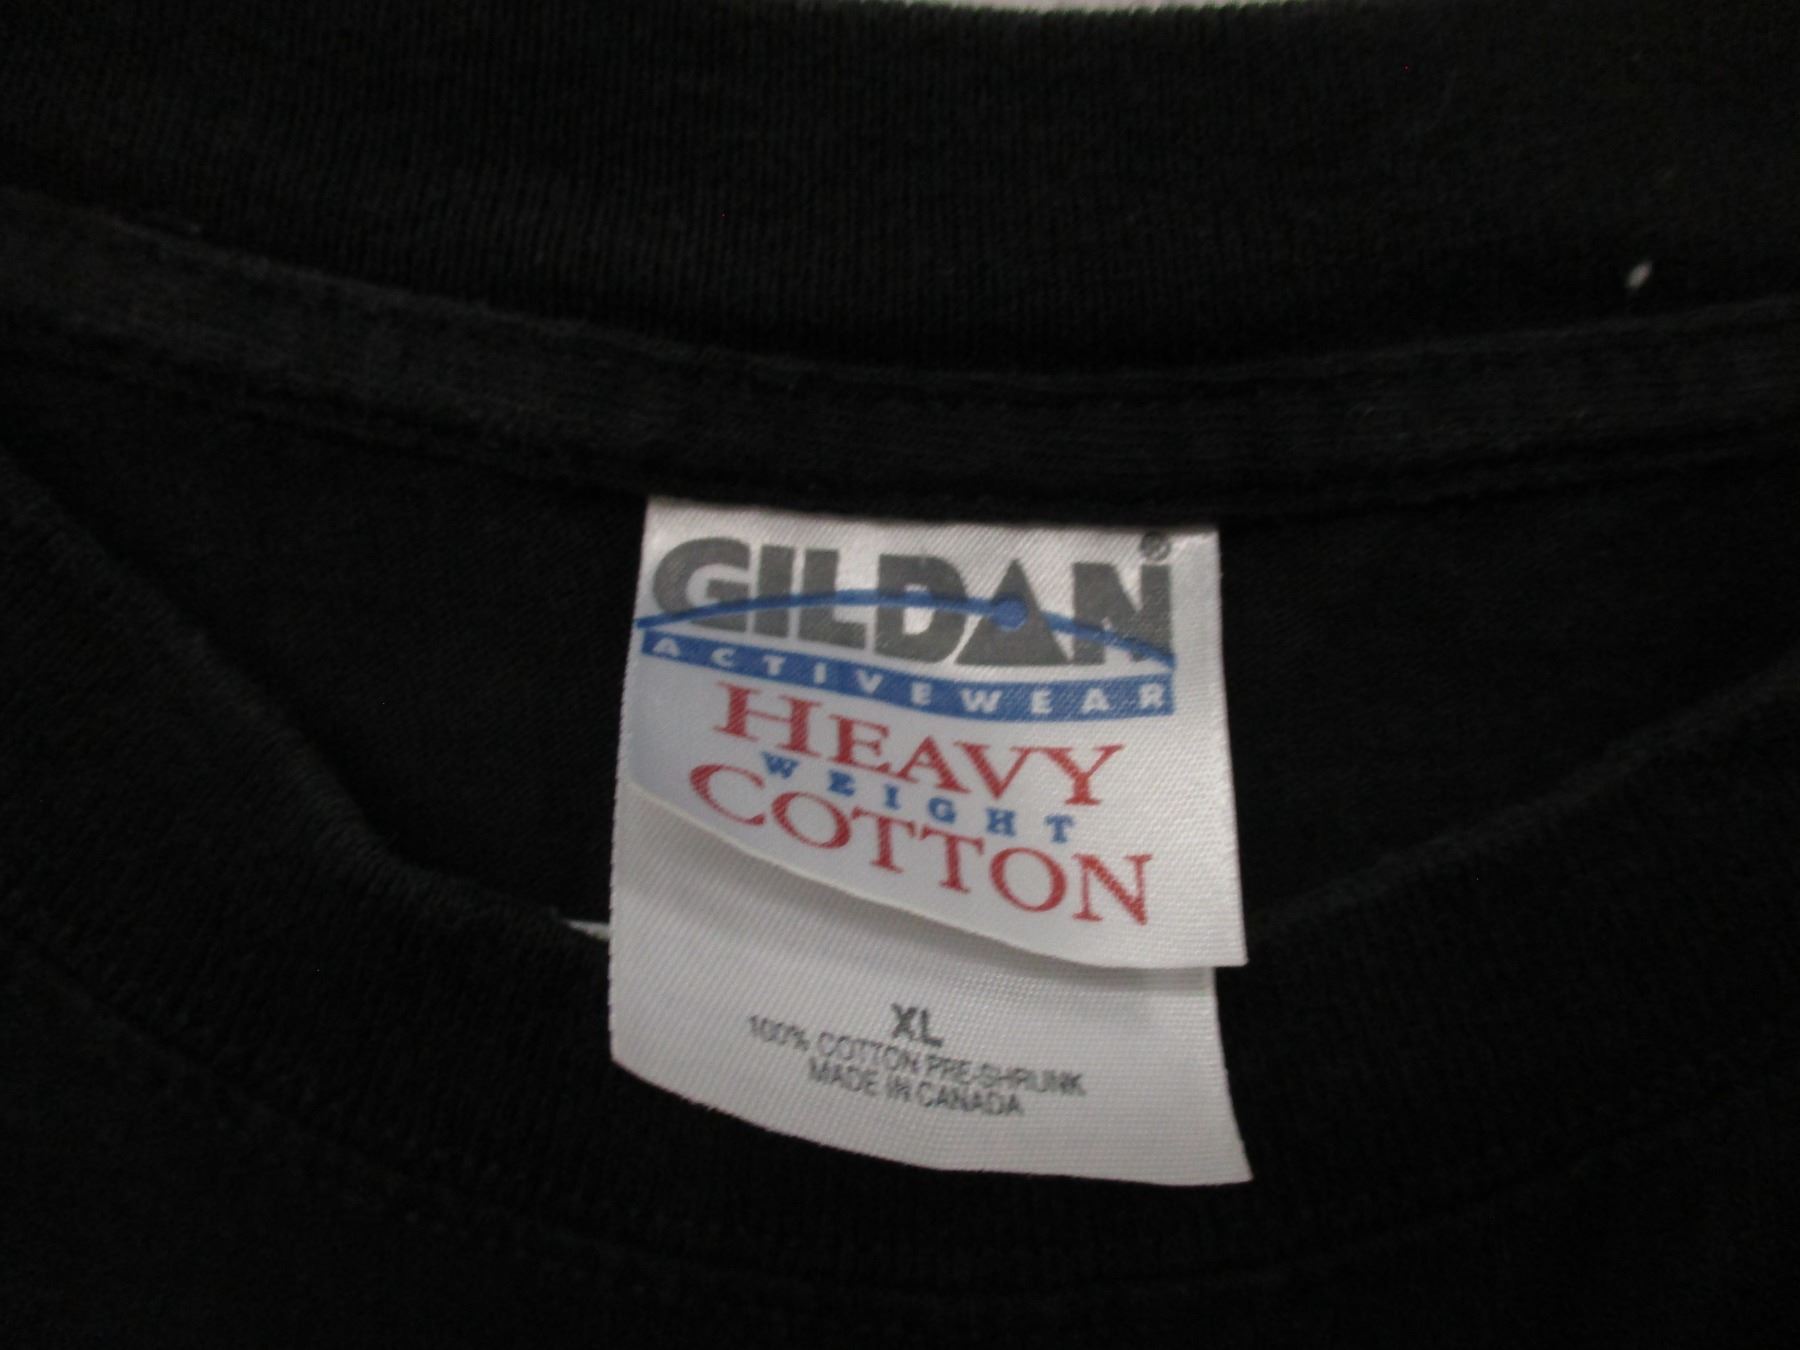 GILDAN®
ACTIVEWEAR
HEAVY
WEIGHT
COTTON
XL
100% COTTON PRE-SHRUNK
MADE IN CANADA